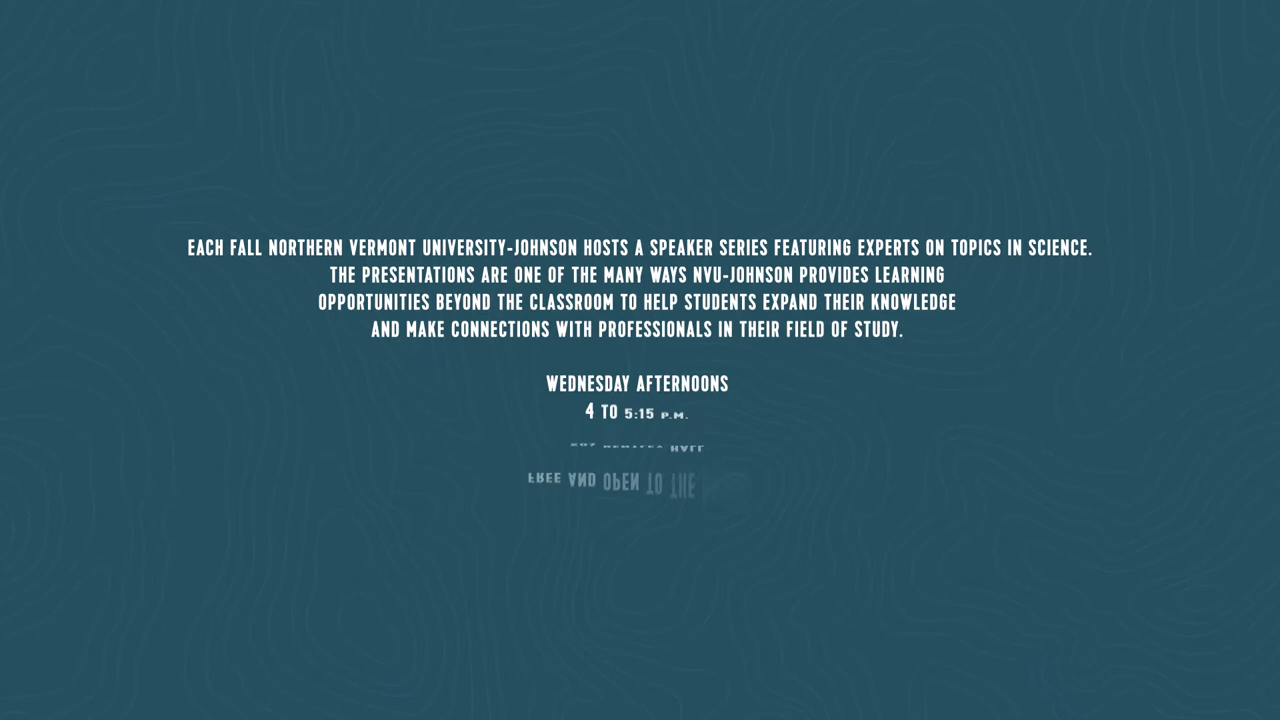 EACH FALL NORTHERN VERMONT UNIVERSITY-JOHNSON HOSTS A SPEAKER SERIES FEATURING EXPERTS ON TOPICS IN SCIENCE.
THE PRESENTATIONS ARE ONE OF THE MANY WAYS NVU-JOHNSON PROVIDES LEARNING
OPPORTUNITIES BEYOND THE CLASSROOM TO HELP STUDENTS EXPAND THEIR KNOWLEDGE
AND MAKE CONNECTIONS WITH PROFESSIONALS IN THEIR FIELD OF STUDY.
WEDNESDAY AFTERNOONS
4 TO 5:15 P.M.
HALL
FREE AND OPEN TO THE